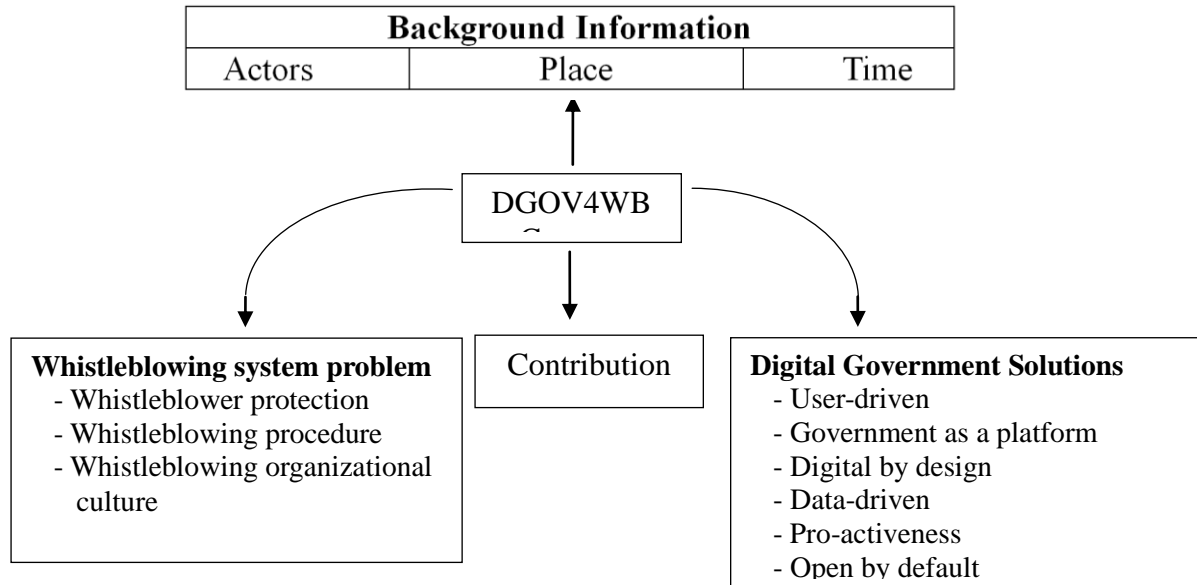 Background Information
Actors Place Time
DGOV4WB
Whistleblowing system problem
- Whistleblower protection
- Whistleblowing procedure
- Whistleblowing organizational
culture
Contribution
Digital Government Solutions
- User-driven
- Government as a platform
- Digital by design
- Data-driven
- Pro-activeness
- Open by default